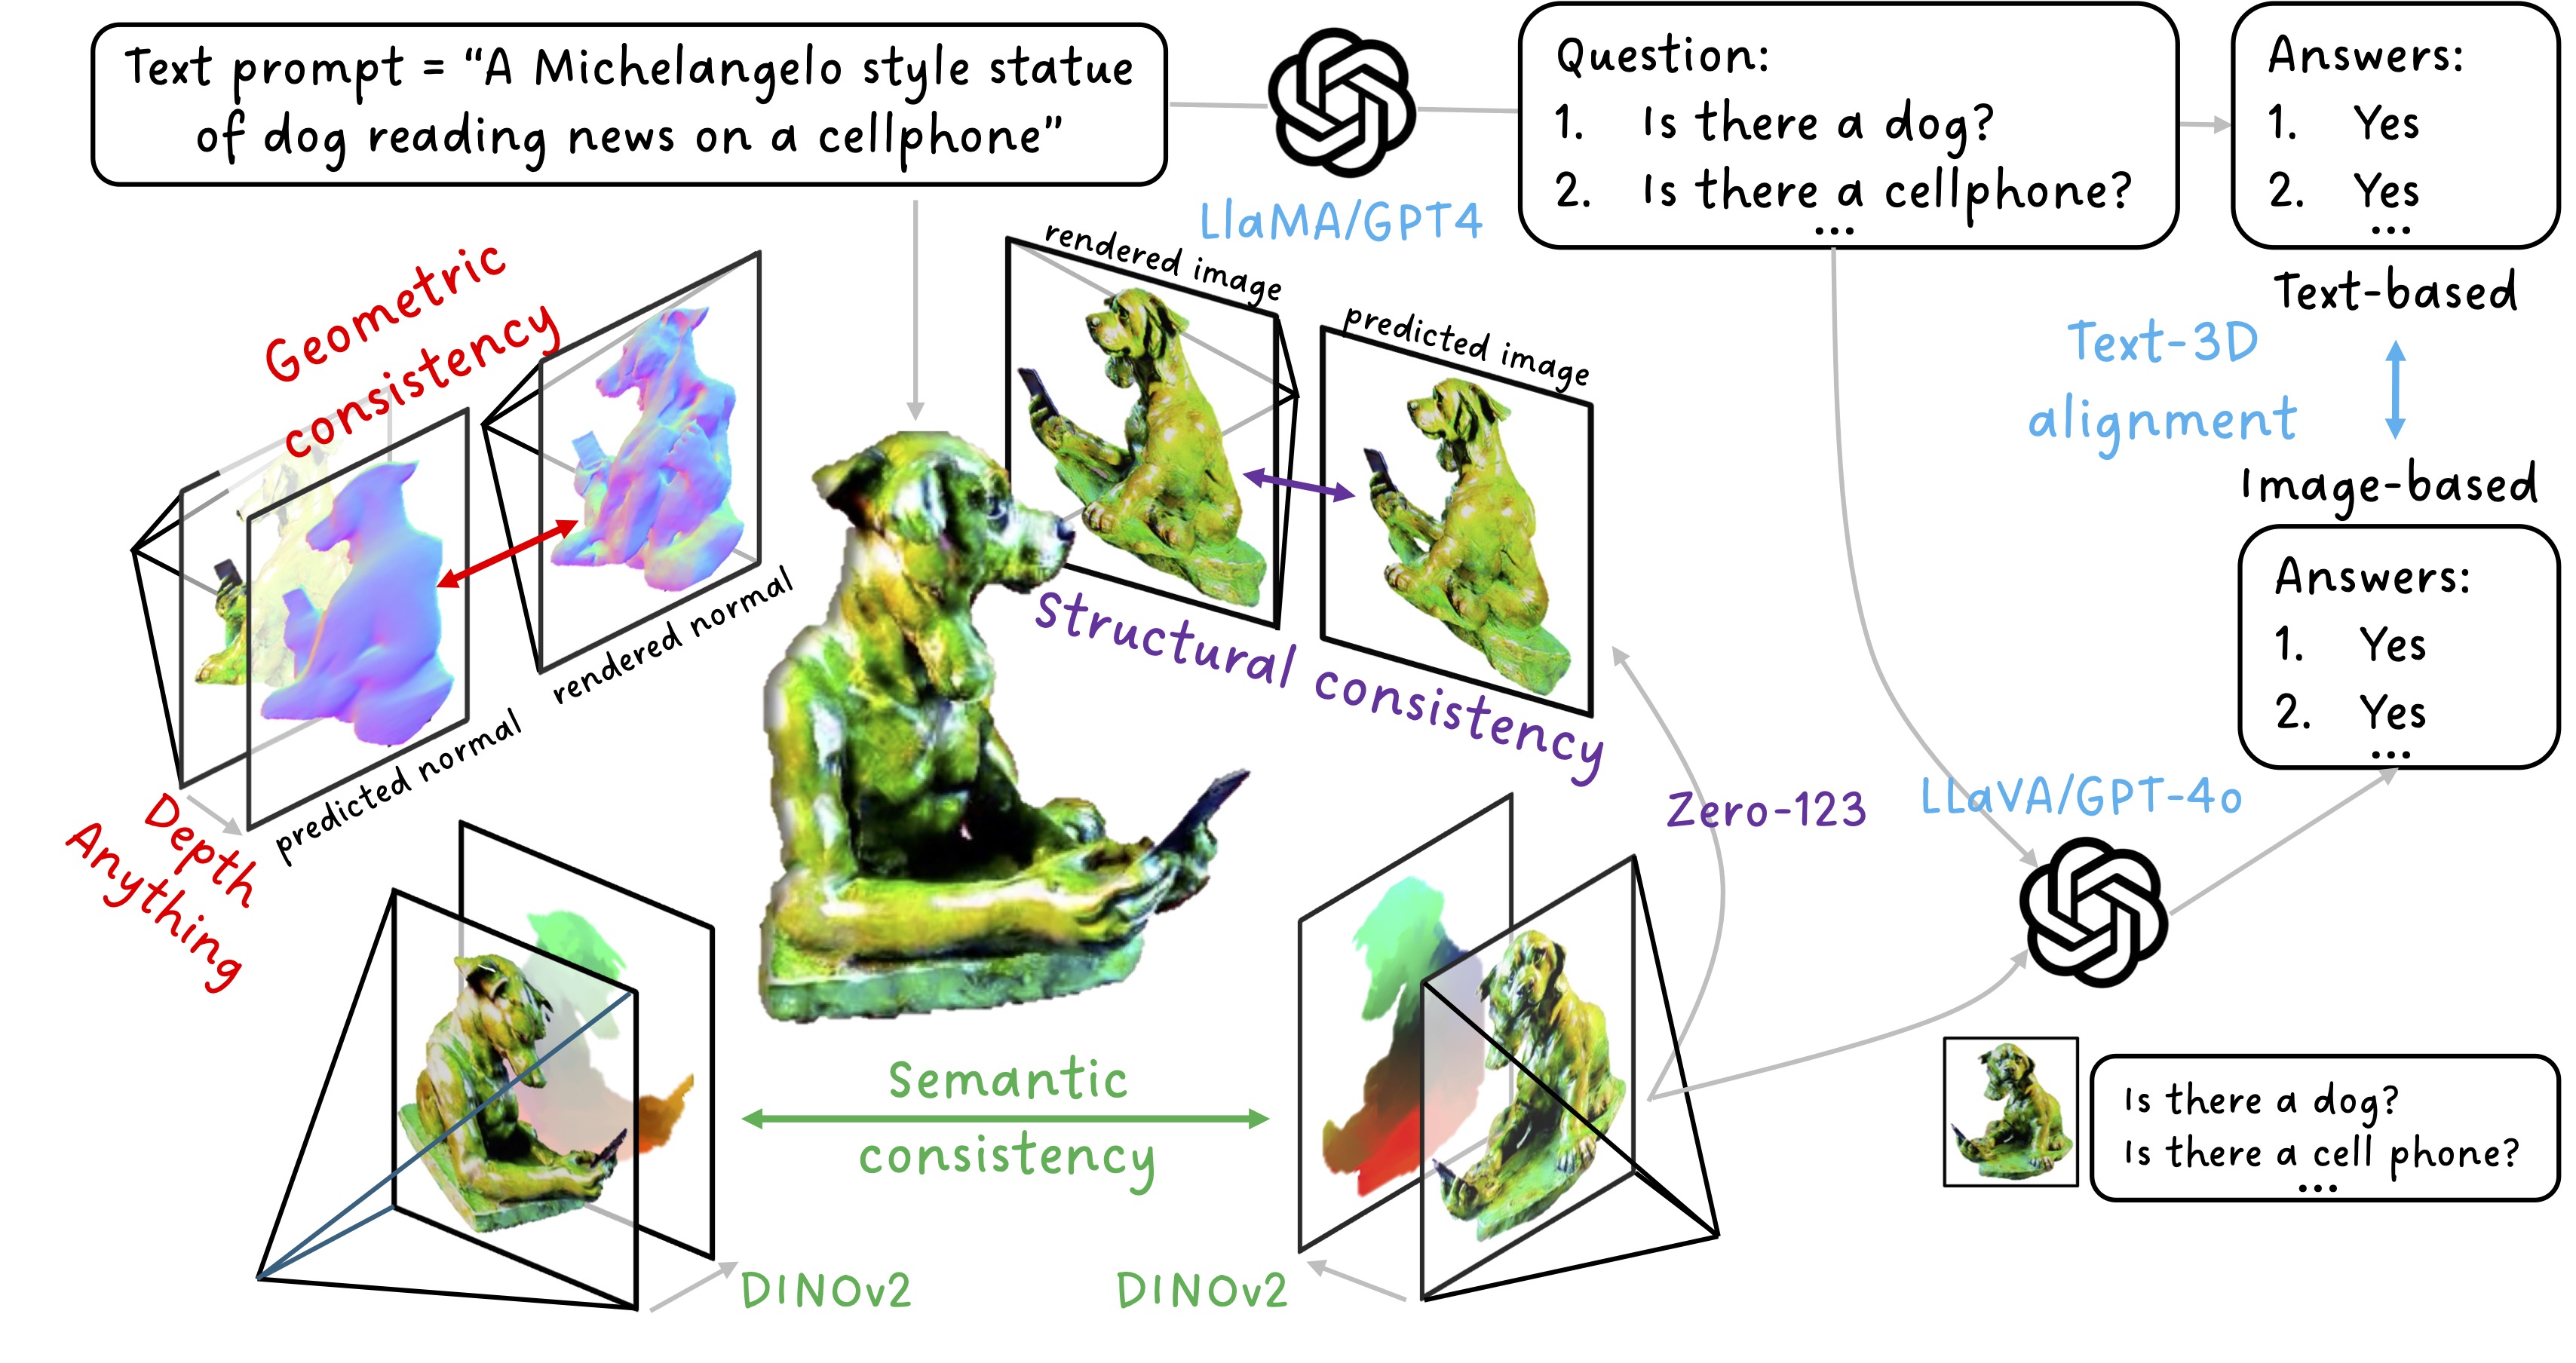 Text prompt = “A Michelangelo style statue
of dog reading news on a cellphone”
LlaMA/GPT4
Question:
1. Is there a dog?
2. Is there a cellphone?
...
Answers:
1. Yes
2. Yes
...
Text-based
Text-3D
alignment
Image-based
Answers:
1. Yes
2. Yes
...
Geometric
consistency
rendered normal
predicted normal
Depth
Anything
rendered image
predicted image
Structural consistency
Zero-123
LLaVA/GPT-4o
Semantic
consistency
DINOv2
DINOv2
Is there a dog?
Is there a cell phone?
...